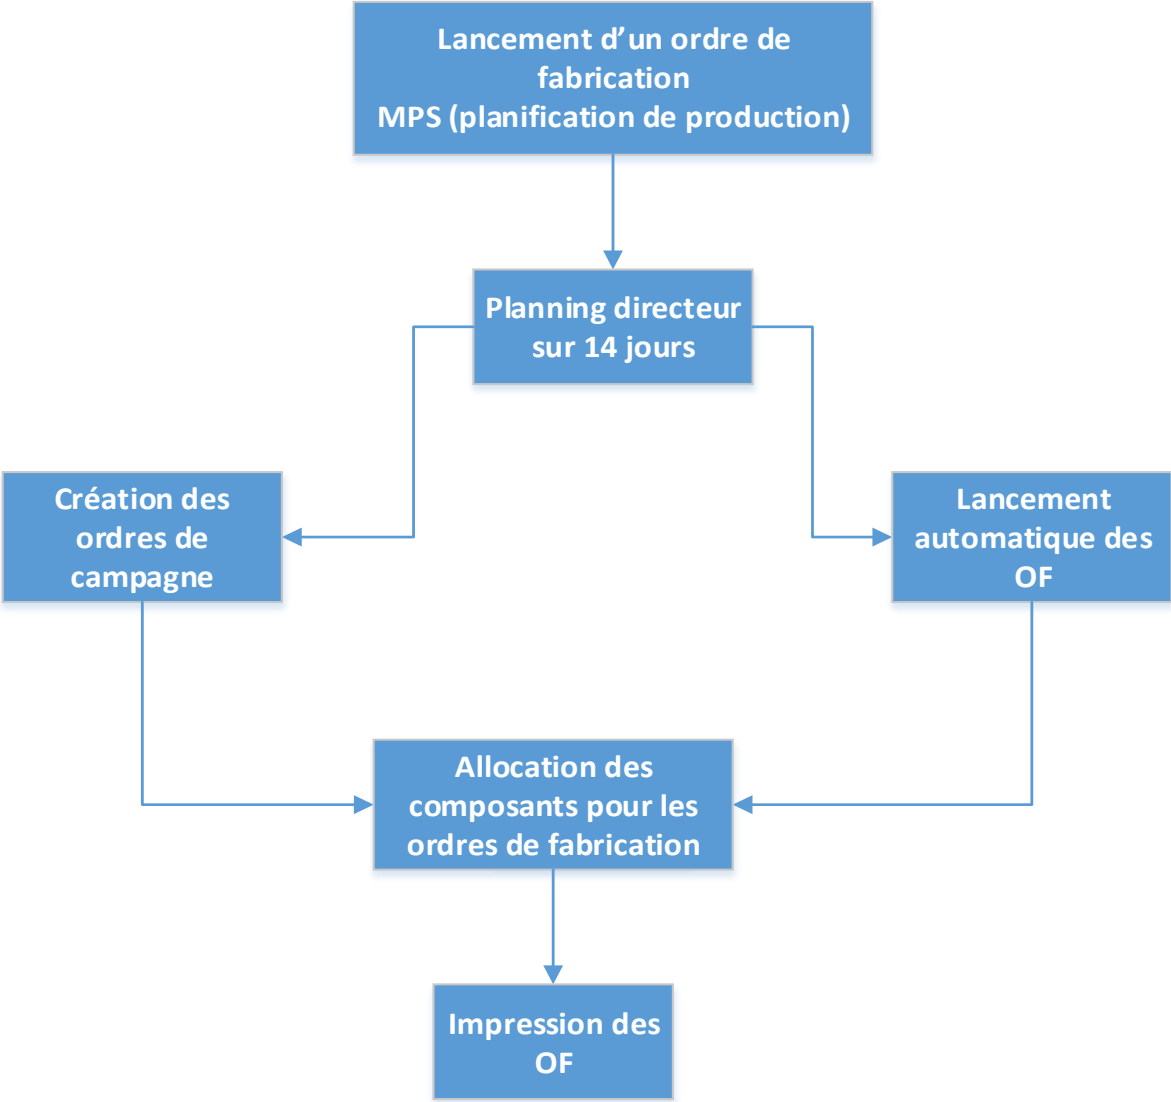 Lancement d’un ordre de
fabrication
MPS (planification de production)
Planning directeur
sur 14 jours
Création des
ordres de
campagne
Lancement
automatique des
OF
Allocation des
composants pour les
ordres de fabrication
Impression des
OF